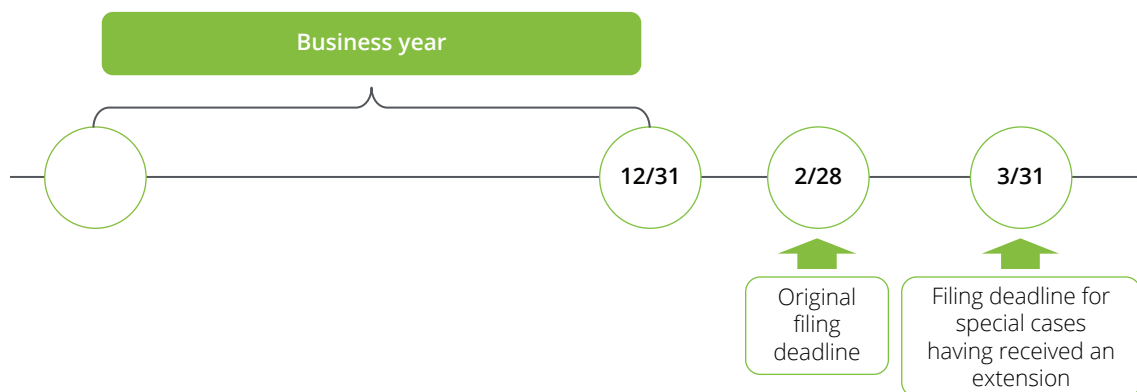 Business year
12/31
2/28
3/31
Original
filing
deadline
Filing deadline for
special cases
having received an
extension